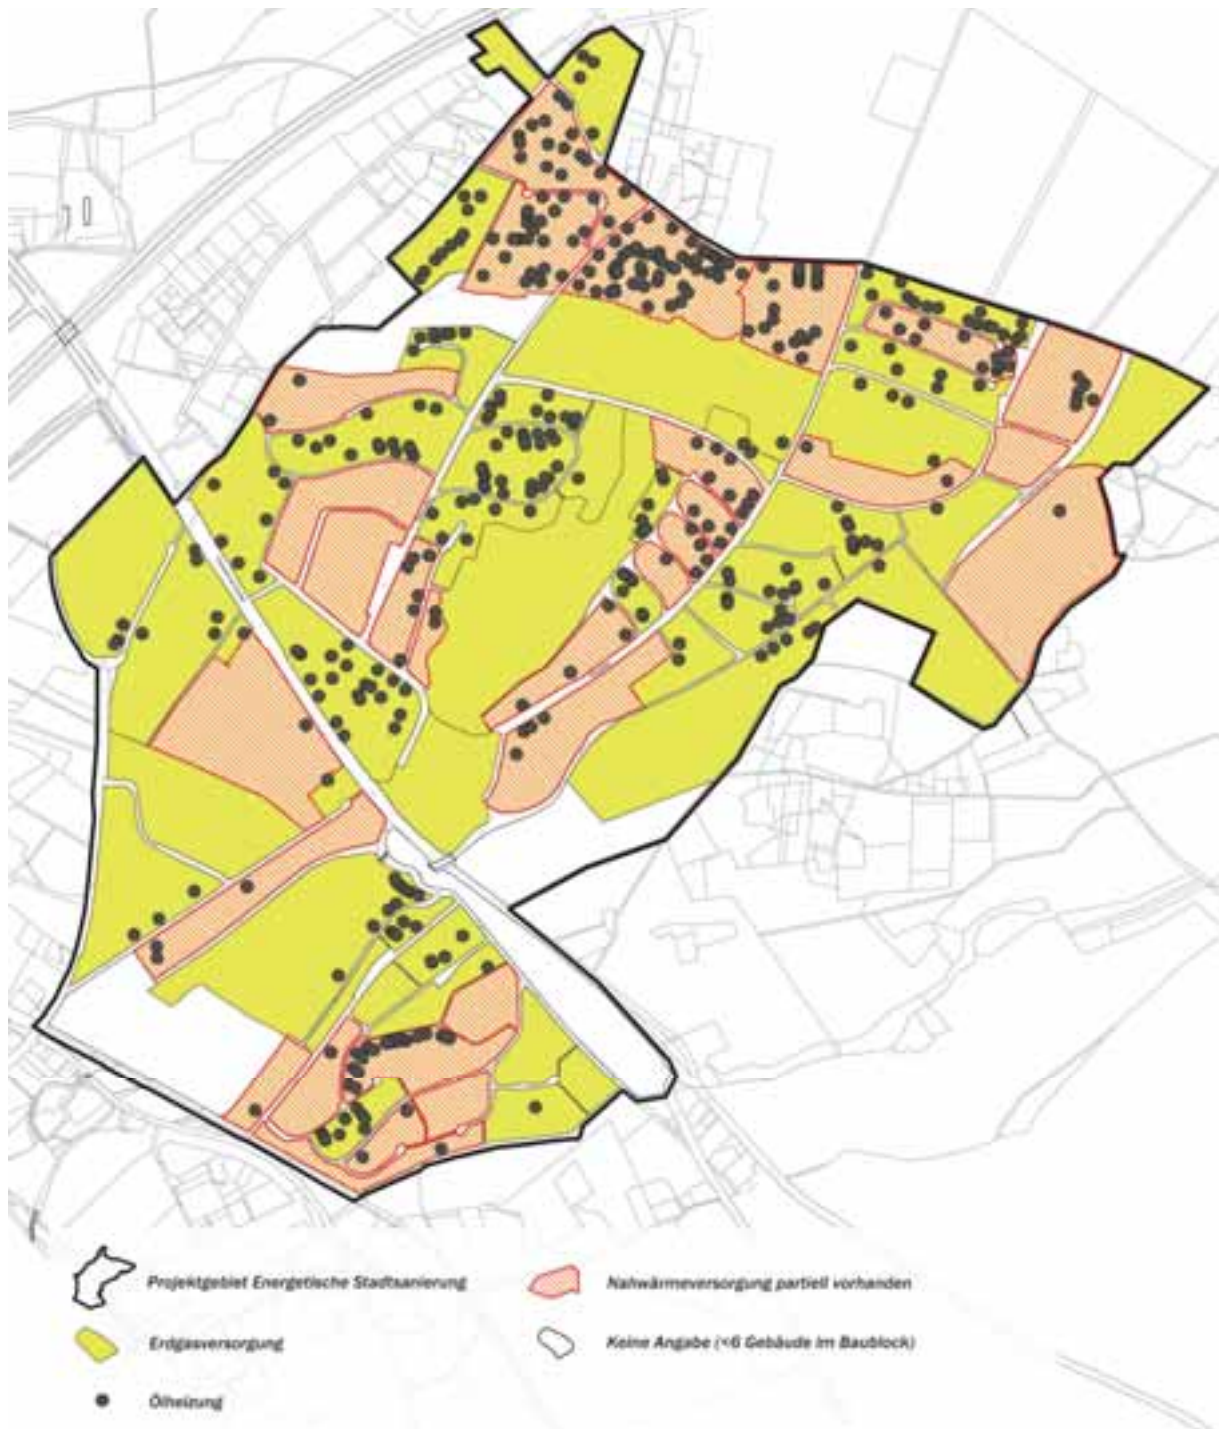 Projektgebiet Energetische Stadtsanierung
Nahwärmeversorgung partiell vorhanden
Erdgasversorgung
Keine Angabe (<6 Gebäude im Baublock)
Ölheizung